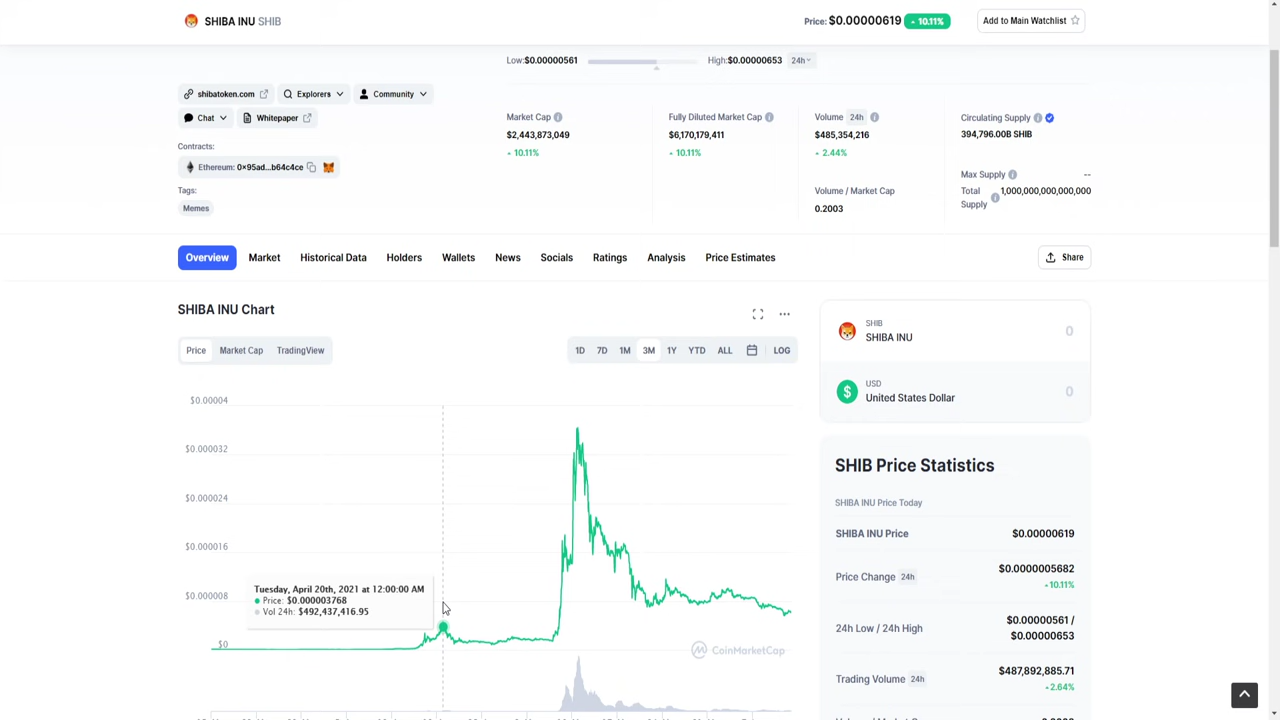 SHIBA INU SHIB
Price: $0.00000619 10.11%
Add to Main Watchlist
Low: $0.00000561
High: $0.00000653
24h
shibatoken.com
Explorers
Community
Chat
Whitepaper
Contracts:
Ethereum: 0x95ad...b64c4ce
Tags:
Memes
Market Cap
$2,443,873,049
10.11%
Fully Diluted Market Cap
$6,170,179,411
10.11%
Volume 24h
$485,354,216
2.44%
Volume / Market Cap
0.2003
Circulating Supply
394,796.00B SHIB
Max Supply
--
Total Supply
1,000,000,000,000,000
Overview
Market
Historical Data
Holders
Wallets
News
Socials
Ratings
Analysis
Price Estimates
Share
SHIBA INU Chart
Price
Market Cap
TradingView
1D 7D 1M 3M 1Y YTD ALL LOG
$0.00004
$0.000032
$0.000024
$0.000016
$0.000008
$0
Tuesday, April 20th, 2021 at 12:00:00 AM
Price: $0.000003768
Vol 24h: $492,437,416.95
CoinMarketCap
SHIB
SHIBA INU
0
USD
United States Dollar
0
SHIB Price Statistics
SHIBA INU Price Today
SHIBA INU Price
$0.00000619
Price Change 24h
$0.0000005682
10.11%
24h Low / 24h High
$0.00000561 /
$0.00000653
Trading Volume 24h
$487,892,885.71
2.64%